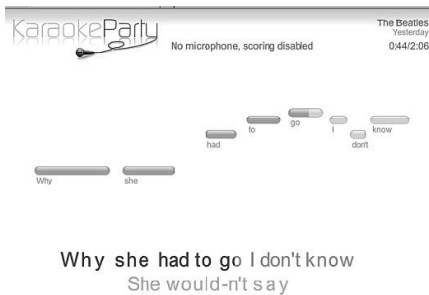 KaraokeParty
The Beatles
Yesterday
No microphone, scoring disabled
0:44/2:06
go
to
I
know
had
don't
Why
she
Why she had to go I don't know
She would-n't say